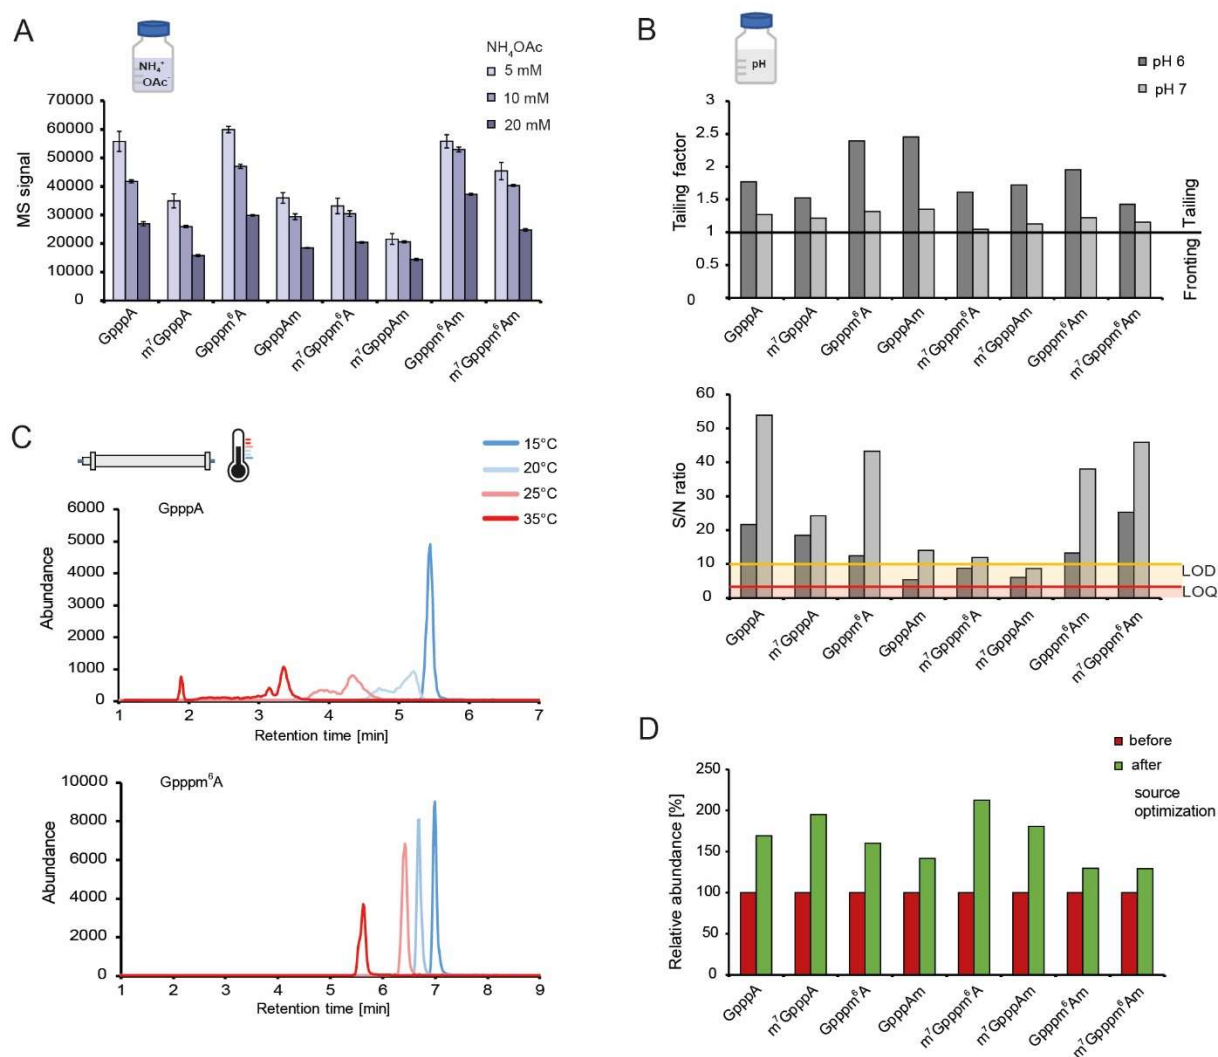 A
NH₄⁺
OAc⁻
NH₄OAc
5 mM
10 mM
20 mM
MS signal
70000
60000
50000
40000
30000
20000
10000
0
GpppA
m⁷GpppA
Gpppm⁶A
GpppAm
m⁷Gpppm⁶A
m⁷GpppAm
Gpppm⁶Am
m⁷Gpppm⁶Am
B
pH
pH 6
pH 7
Tailing factor
3
2.5
2
1.5
1
0.5
0
Fronting Tailing
GpppA
m⁷GpppA
Gpppm⁶A
GpppAm
m⁷Gpppm⁶A
m⁷GpppAm
Gpppm⁶Am
m⁷Gpppm⁶Am
S/N ratio
60
50
40
30
20
10
0
LOD
LOQ
GpppA
m⁷GpppA
Gpppm⁶A
GpppAm
m⁷Gpppm⁶A
m⁷GpppAm
Gpppm⁶Am
m⁷Gpppm⁶Am
C
15°C
20°C
25°C
35°C
GpppA
Abundance
6000
5000
4000
3000
2000
1000
0
1 2 3 4 5 6 7
Retention time [min]
Gpppm⁶A
Abundance
10000
8000
6000
4000
2000
0
1 2 3 4 5 6 7 8 9
Retention time [min]
D
before
after
source
optimization
Relative abundance [%]
250
200
150
100
50
0
GpppA
m⁷GpppA
Gpppm⁶A
GpppAm
m⁷Gpppm⁶A
m⁷GpppAm
Gpppm⁶Am
m⁷Gpppm⁶Am